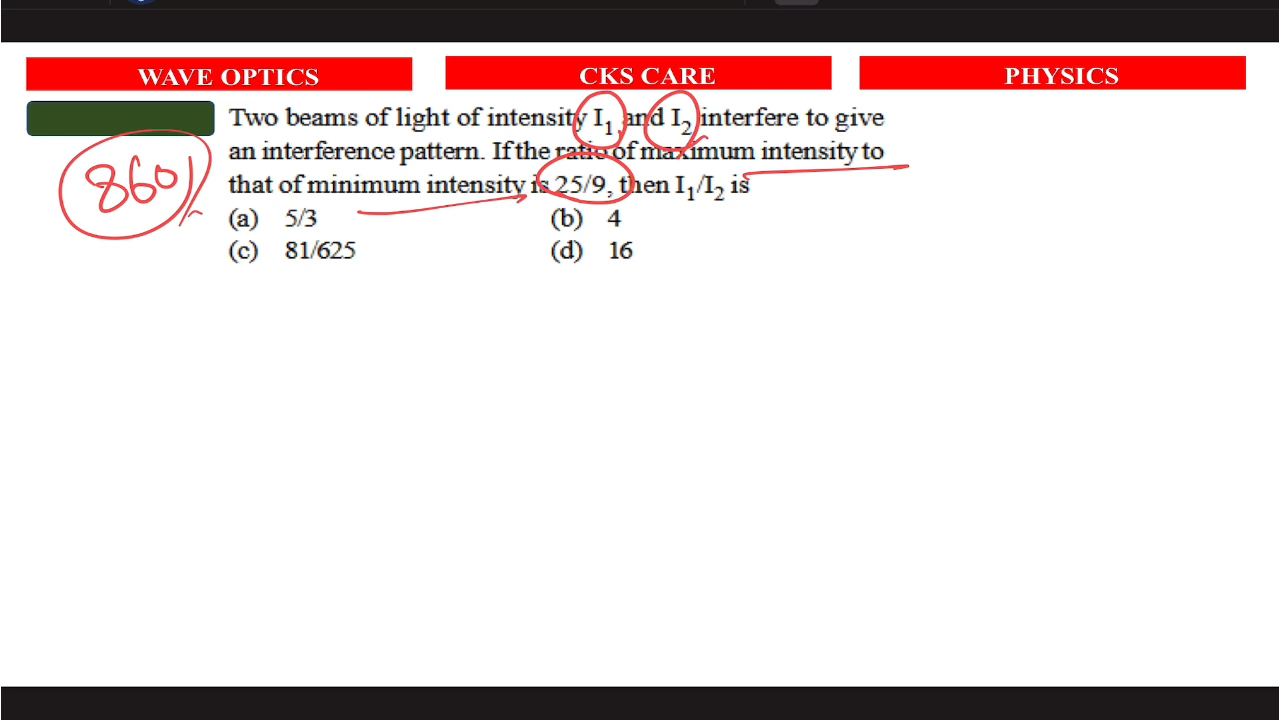 WAVE OPTICS
CKS CARE
PHYSICS
Two beams of light of intensity I₁ and I₂ interfere to give
an interference pattern. If the ratio of maximum intensity to
that of minimum intensity is 25/9, then I₁/I₂ is
(a) 5/3 (b) 4
(c) 81/625 (d) 16
860